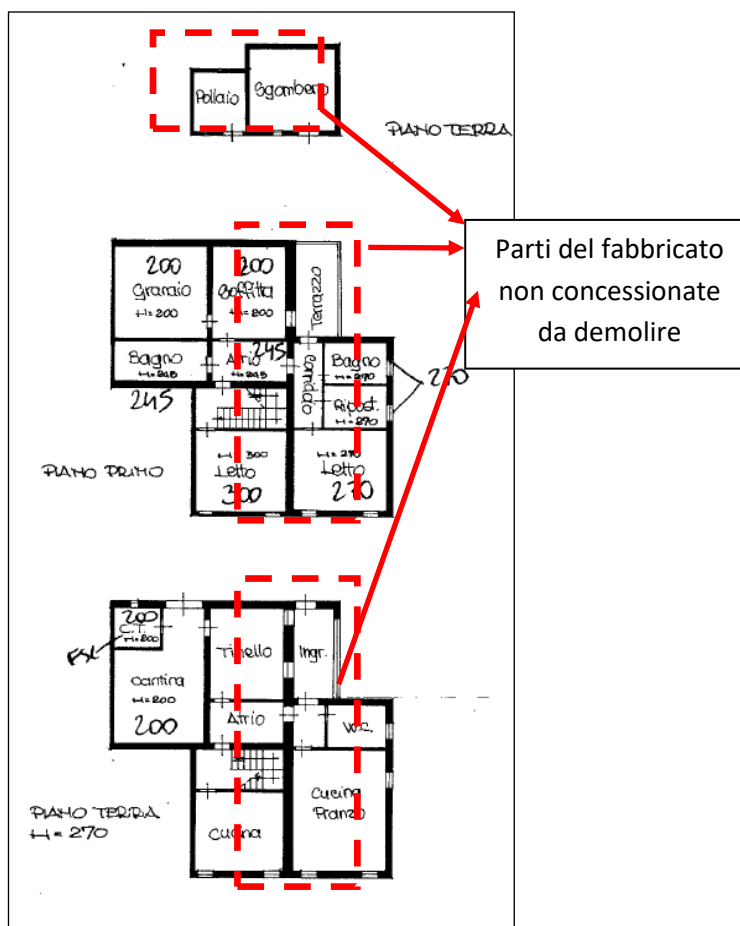 Pollaio
Sgombero
PIANO TERRA
Parti del fabbricato
non concessionate
da demolire
200
Granaio
H=200
200
Soffitta
H=200
Terrazzo
Bagno
H=245
245
Atrio
245
H=245
Corridoio
Bagno
H=270
Ripost.
H=270
270
PIANO PRIMO
H=300
Letto
300
H=270
Letto
270
200
C.T.
H=200
Cantina
H=200
200
Tinello
Ingr.
Atrio
W.C.
Cucina
Pranzo
Cucina
PIANO TERRA
H=270